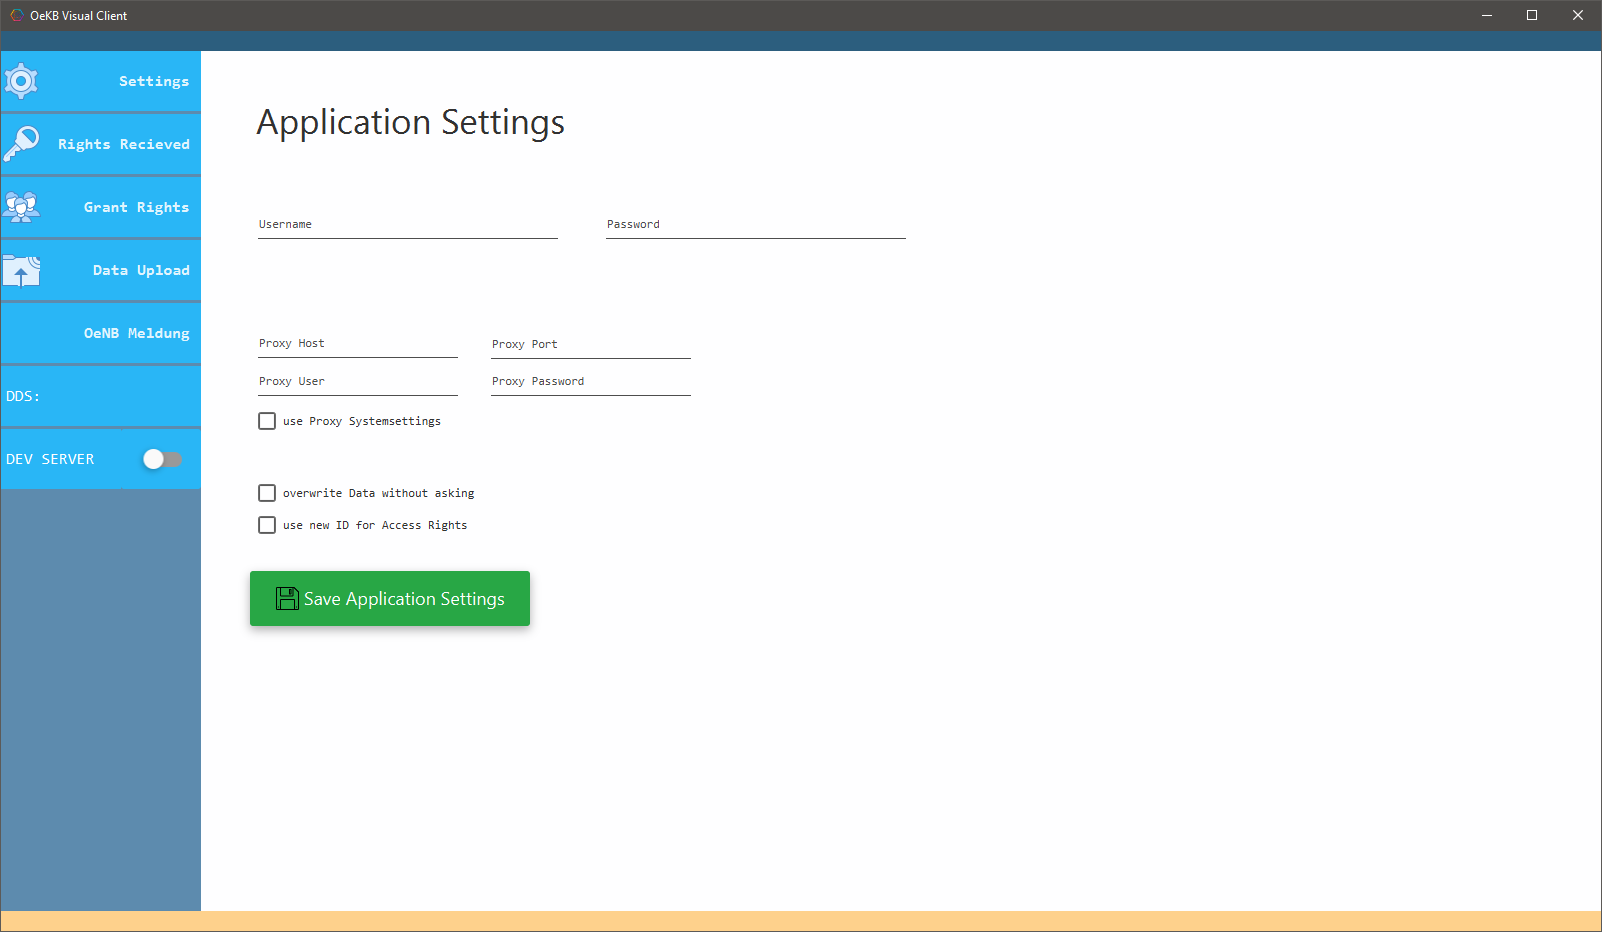 OeKB Visual Client
Settings
Rights Recieved
Grant Rights
Data Upload
OeNB Meldung
DDS:
DEV SERVER
Application Settings
Username Password
Proxy Host Proxy Port
Proxy User Proxy Password
use Proxy Systemsettings
overwrite Data without asking
use new ID for Access Rights
Save Application Settings